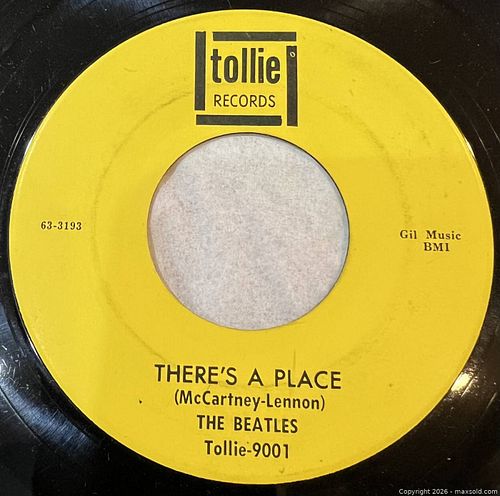 tollie
RECORDS
63-3193
Gil Music
BMI
THERE'S A PLACE
(McCartney-Lennon)
THE BEATLES
Tollie-9001
Copyright 2026 - maxsold.com